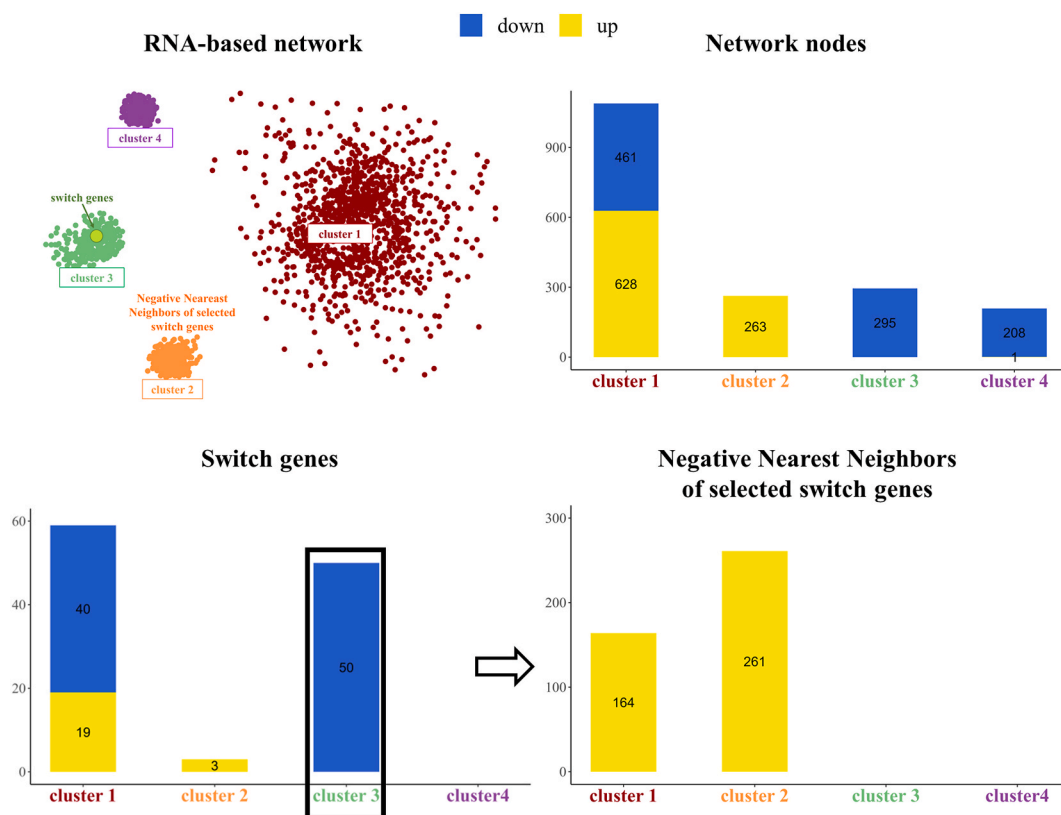 down
up
RNA-based network
cluster 4
switch genes
cluster 1
cluster 3
Negative Neareast
Neighbors of selected
switch genes
cluster 2
Network nodes
900
600
300
0
461
628
263
295
208
1
cluster 1
cluster 2
cluster 3
cluster 4
Switch genes
60
40
20
0
40
19
3
50
cluster 1
cluster 2
cluster 3
cluster4
Negative Nearest Neighbors
of selected switch genes
300
200
100
0
164
261
cluster 1
cluster 2
cluster 3
cluster4